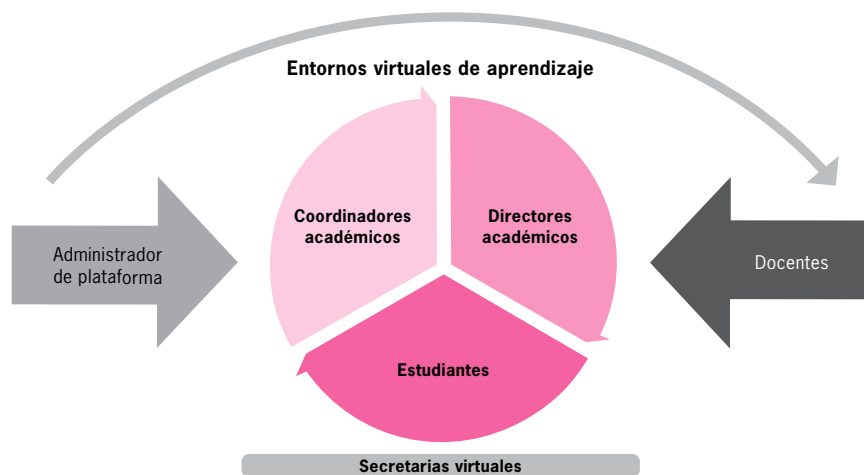 Entornos virtuales de aprendizaje
Coordinadores
académicos
Directores
académicos
Administrador
de plataforma
Docentes
Estudiantes
Secretarias virtuales